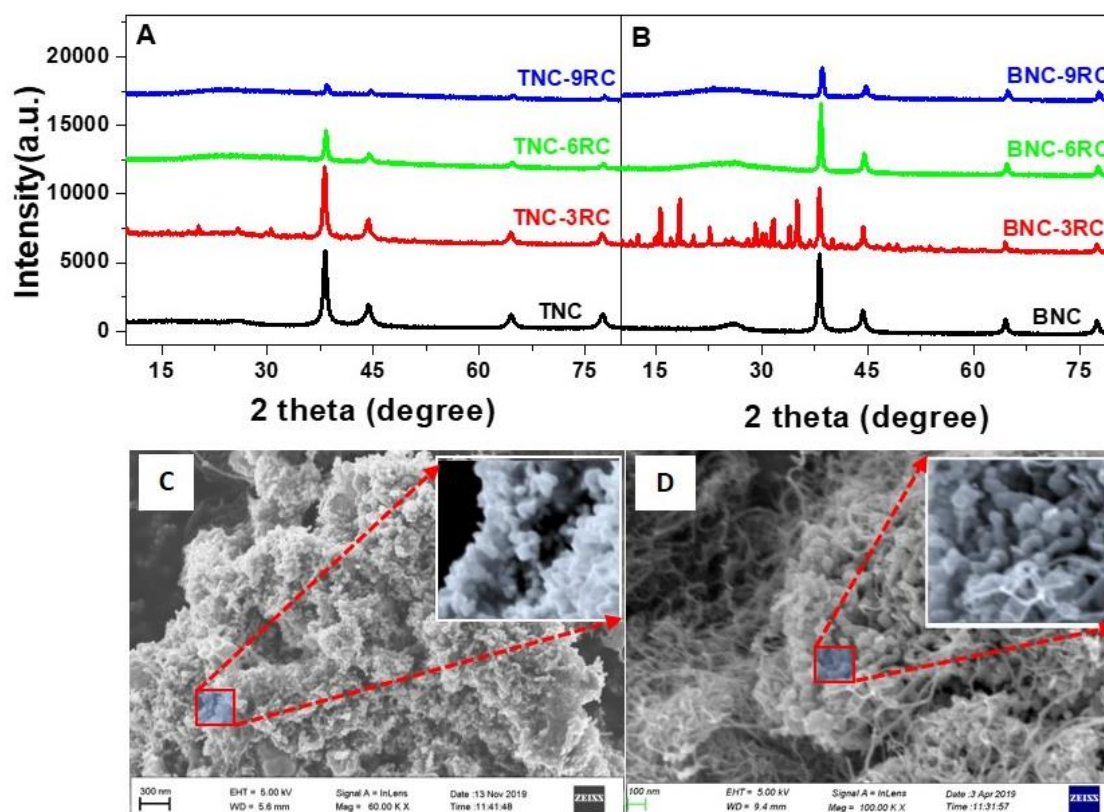 A
B
20000
15000
10000
5000
0
Intensity(a.u.)
TNC-9RC
TNC-6RC
TNC-3RC
TNC
BNC-9RC
BNC-6RC
BNC-3RC
BNC
15 30 45 60 75
15 30 45 60 75
2 theta (degree)
2 theta (degree)
C
D
300 nm
EHT = 5.00 kV
WD = 5.6 mm
Signal A = InLens
Mag = 60.00 K X
Date :13 Nov 2019
Time :11:41:48
ZEISS
100 nm
EHT = 5.00 kV
WD = 9.4 mm
Signal A = InLens
Mag = 100.00 K X
Date :3 Apr 2019
Time :11:31:57
ZEISS